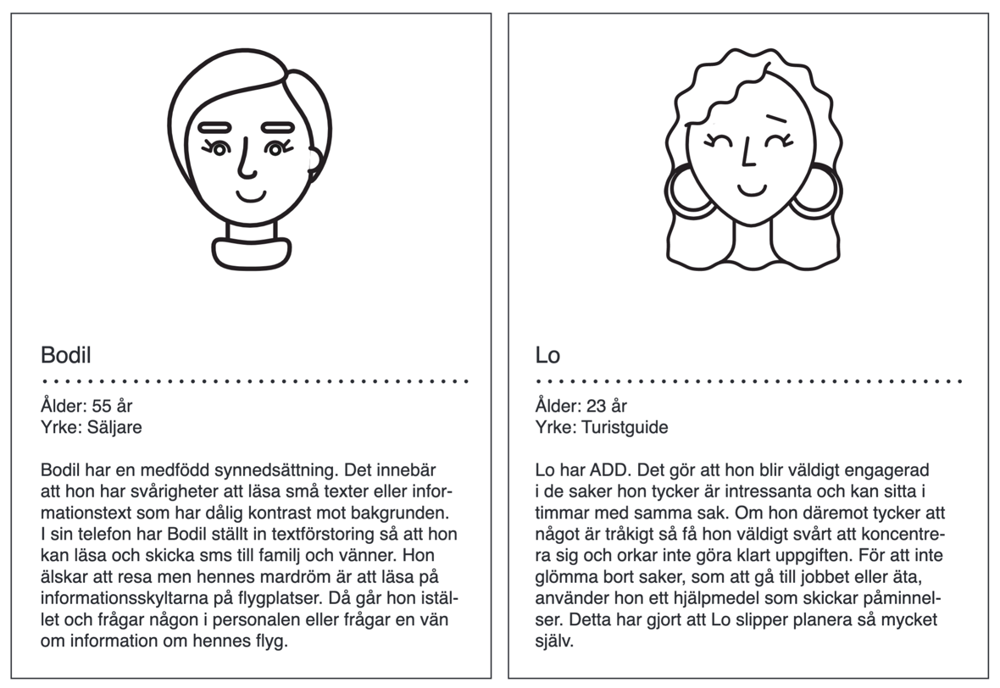 Bodil
Ålder: 55 år
Yrke: Säljare
Bodil har en medfödd synnedsättning. Det innebär
att hon har svårigheter att läsa små texter eller infor-
mationstext som har dålig kontrast mot bakgrunden.
I sin telefon har Bodil ställt in textförstoring så att hon
kan läsa och skicka sms till familj och vänner. Hon
älskar att resa men hennes mardröm är att läsa på
informationsskyltarna på flygplatser. Då går hon istäl-
let och frågar någon i personalen eller frågar en vän
om information om hennes flyg.
Lo
Ålder: 23 år
Yrke: Turistguide
Lo har ADD. Det gör att hon blir väldigt engagerad
i de saker hon tycker är intressanta och kan sitta i
timmar med samma sak. Om hon däremot tycker att
något är tråkigt så få hon väldigt svårt att koncentre-
ra sig och orkar inte göra klart uppgiften. För att inte
glömma bort saker, som att gå till jobbet eller äta,
använder hon ett hjälpmedel som skickar påminnel-
ser. Detta har gjort att Lo slipper planera så mycket
själv.